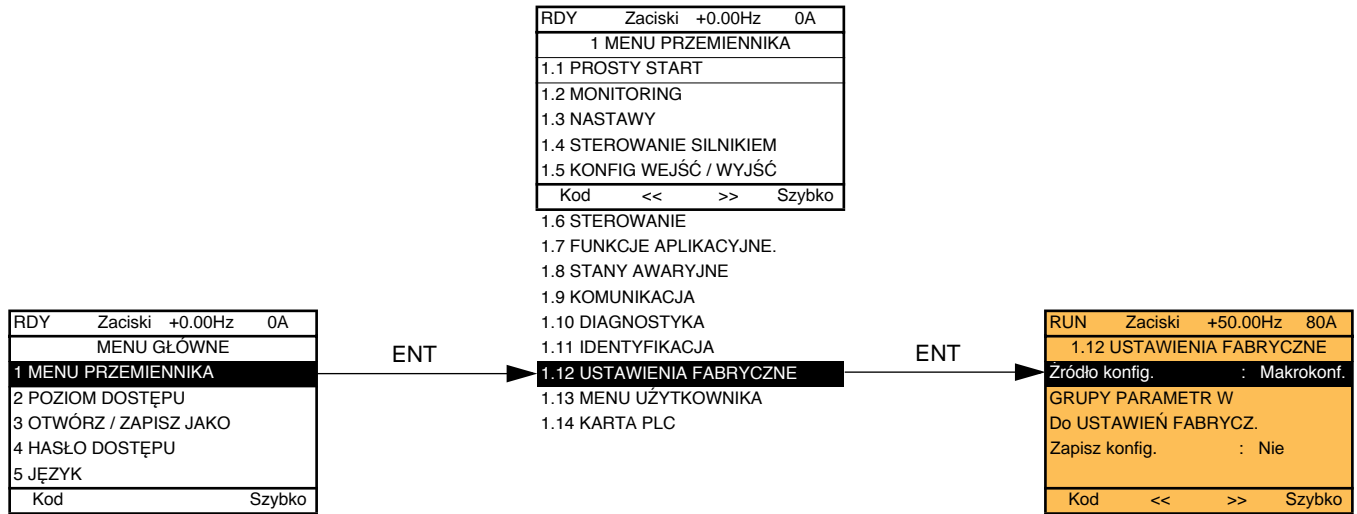 RDY Zaciski +0.00Hz 0A
1 MENU PRZEMIENNIKA
1.1 PROSTY START
1.2 MONITORING
1.3 NASTAWY
1.4 STEROWANIE SILNIKIEM
1.5 KONFIG WEJŚĆ / WYJŚĆ
Kod << >> Szybko
1.6 STEROWANIE
1.7 FUNKCJE APLIKACYJNE.
1.8 STANY AWARYJNE
1.9 KOMUNIKACJA
1.10 DIAGNOSTYKA
1.11 IDENTYFIKACJA
1.12 USTAWIENIA FABRYCZNE
1.13 MENU UŻYTKOWNIKA
1.14 KARTA PLC
RDY Zaciski +0.00Hz 0A
MENU GŁÓWNE
1 MENU PRZEMIENNIKA
2 POZIOM DOSTĘPU
3 OTWÓRZ / ZAPISZ JAKO
4 HASŁO DOSTĘPU
5 JĘZYK
Kod Szybko
ENT
ENT
RUN Zaciski +50.00Hz 80A
1.12 USTAWIENIA FABRYCZNE
Źródło konfig. : Makrokonf.
GRUPY PARAMETR W
Do USTAWIEŃ FABRYCZ.
Zapisz konfig. : Nie
Kod << >> Szybko